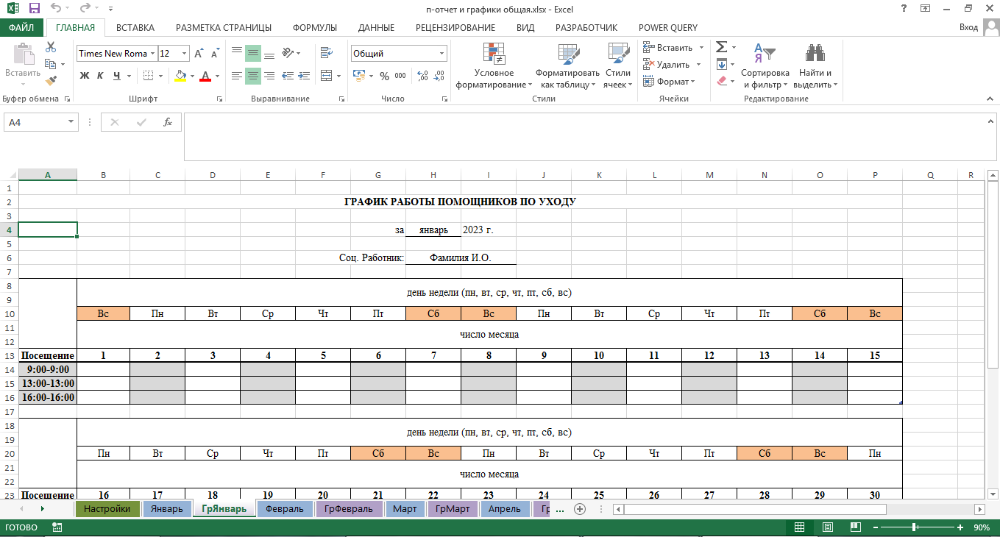 п-отчет и графики общая.xlsx - Excel
?
ФАЙЛ ГЛАВНАЯ ВСТАВКА РАЗМЕТКА СТРАНИЦЫ ФОРМУЛЫ ДАННЫЕ РЕЦЕНЗИРОВАНИЕ ВИД РАЗРАБОТЧИК POWER QUERY Вход
Вставить
Буфер обмена
Times New Roma 12
Ж К Ч
Шрифт
Выравнивание
Общий
% 000
Число
Условное форматирование
Форматировать как таблицу
Стили ячеек
Стили
Вставить
Удалить
Формат
Ячейки
Сортировка и фильтр
Найти и выделить
Редактирование
A4 fx
A B C D E F G H I J K L M N O P Q R
1
2 ГРАФИК РАБОТЫ ПОМОЩНИКОВ ПО УХОДУ
3
4 за январь 2023 г.
5
6 Соц. Работник: Фамилия И.О.
7
8
день недели (пн, вт, ср, чт, пт, сб, вс)
9
10 Вс Пн Вт Ср Чт Пт Сб Вс Пн Вт Ср Чт Пт Сб Вс
11
число месяца
12
13 Посещение 1 2 3 4 5 6 7 8 9 10 11 12 13 14 15
14 9:00-9:00
15 13:00-13:00
16 16:00-16:00
17
18
день недели (пн, вт, ср, чт, пт, сб, вс)
19
20 Пн Вт Ср Чт Пт Сб Вс Пн Вт Ср Чт Пт Сб Вс Пн
21
число месяца
22
23 Посещение 16 17 18 19 20 21 22 23 24 25 26 27 28 29 30
Настройки Январь ГрЯнварь Февраль ГрФевраль Март ГрМарт Апрель Гр ...
ГОТОВО 90%